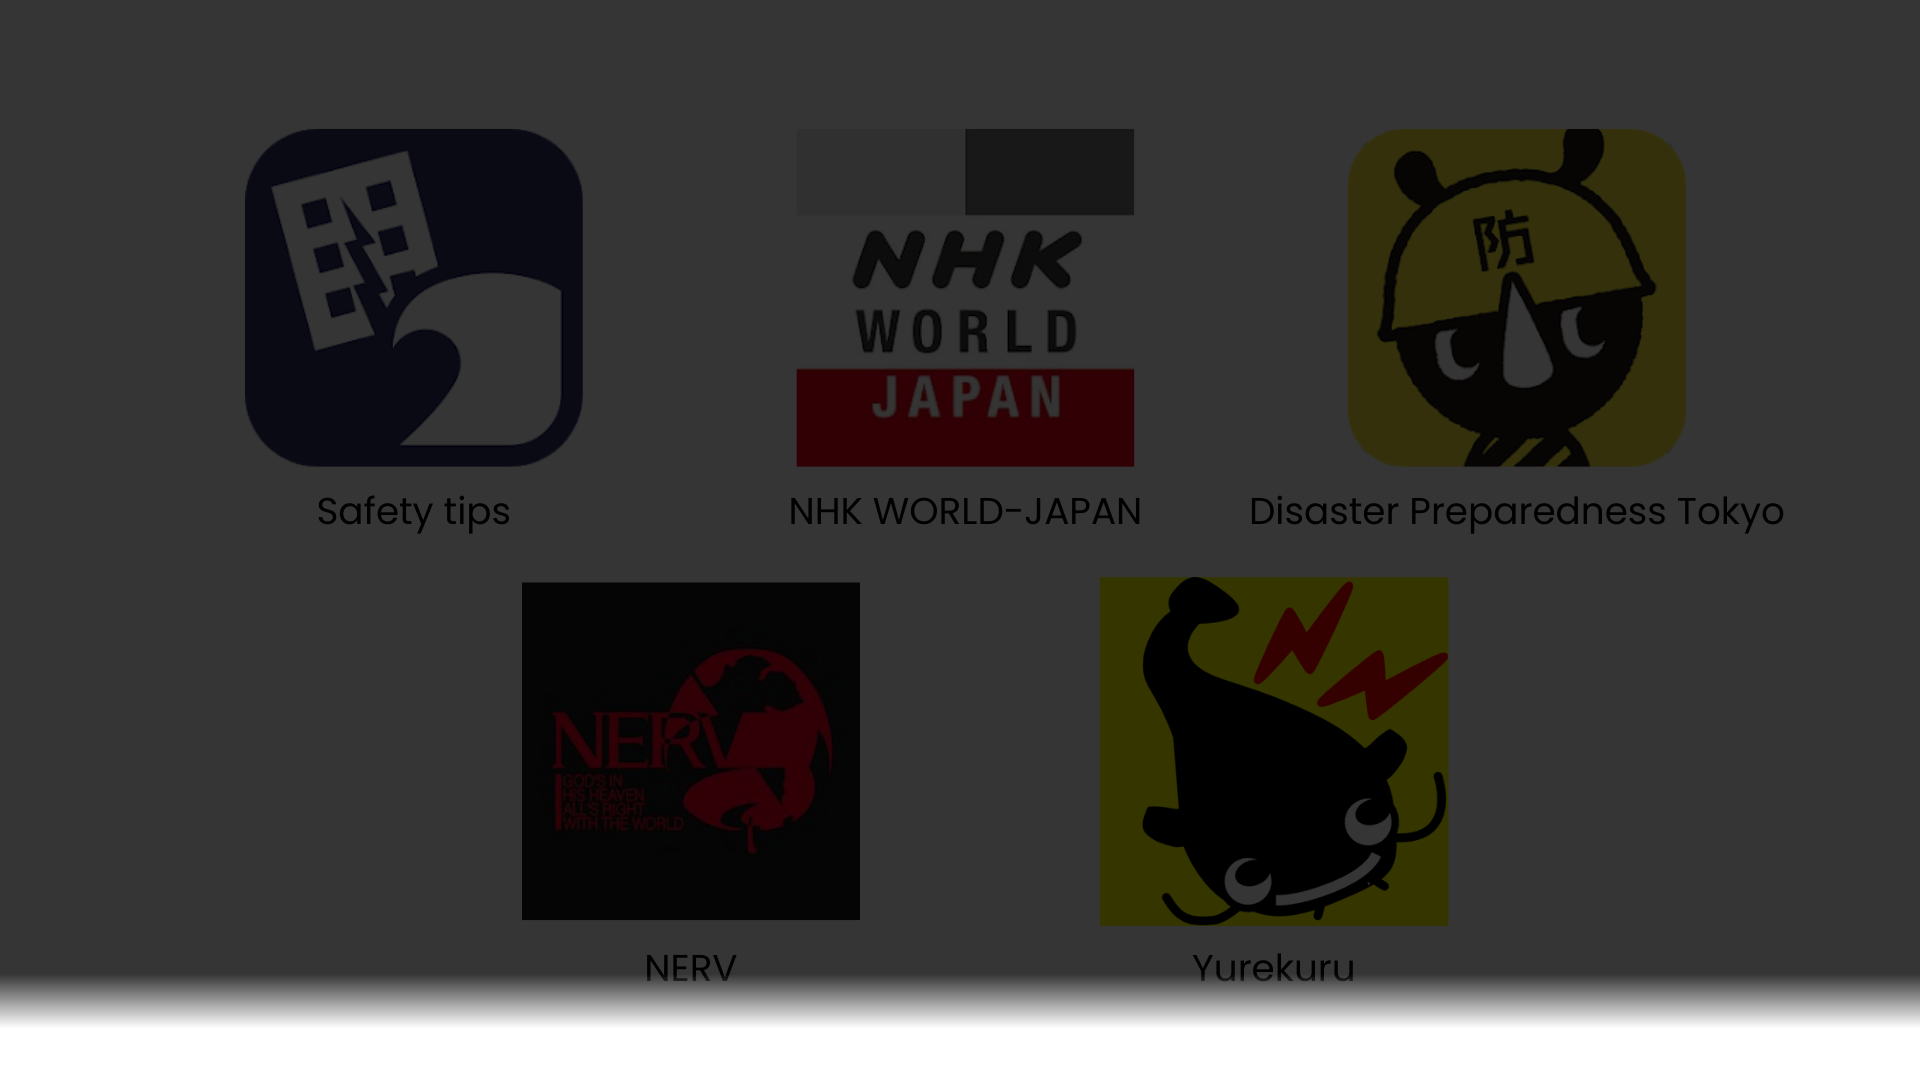 防
NHK
WORLD
JAPAN
Safety tips
NHK WORLD-JAPAN
Disaster Preparedness Tokyo
NERV
GOD'S IN
HIS HEAVEN
ALL'S RIGHT
WITH THE WORLD
NERV
Yurekuru